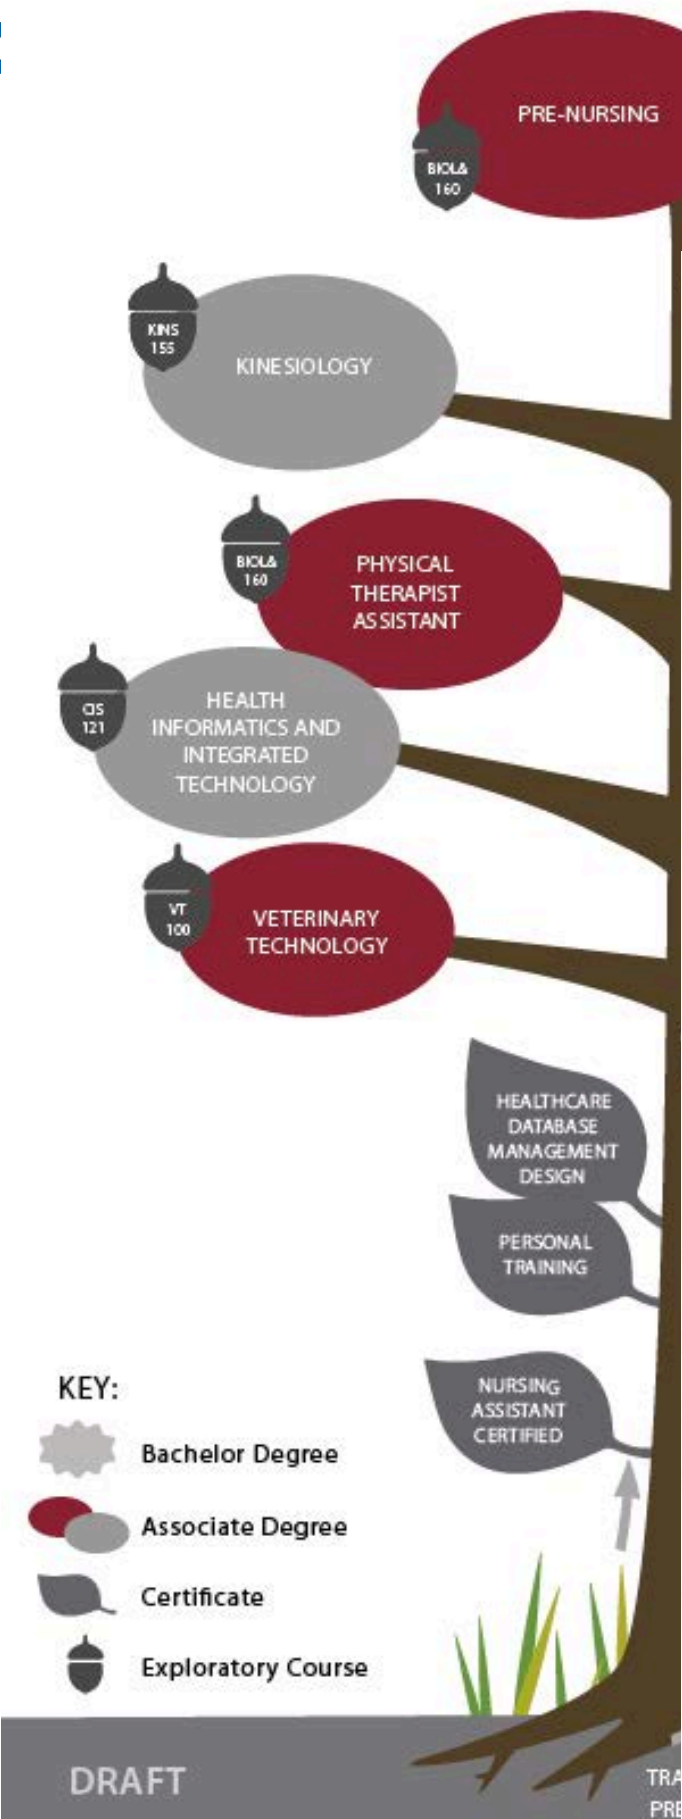 PRE-NURSING
BIOL&
160
KINS
155
KINESIOLOGY
BIOL&
160
PHYSICAL
THERAPIST
ASSISTANT
CIS
121
HEALTH
INFORMATICS AND
INTEGRATED
TECHNOLOGY
VT
100
VETERINARY
TECHNOLOGY
HEALTHCARE
DATABASE
MANAGEMENT
DESIGN
PERSONAL
TRAINING
NURSING
ASSISTANT
CERTIFIED
KEY:
Bachelor Degree
Associate Degree
Certificate
Exploratory Course
DRAFT
TRA
PRE